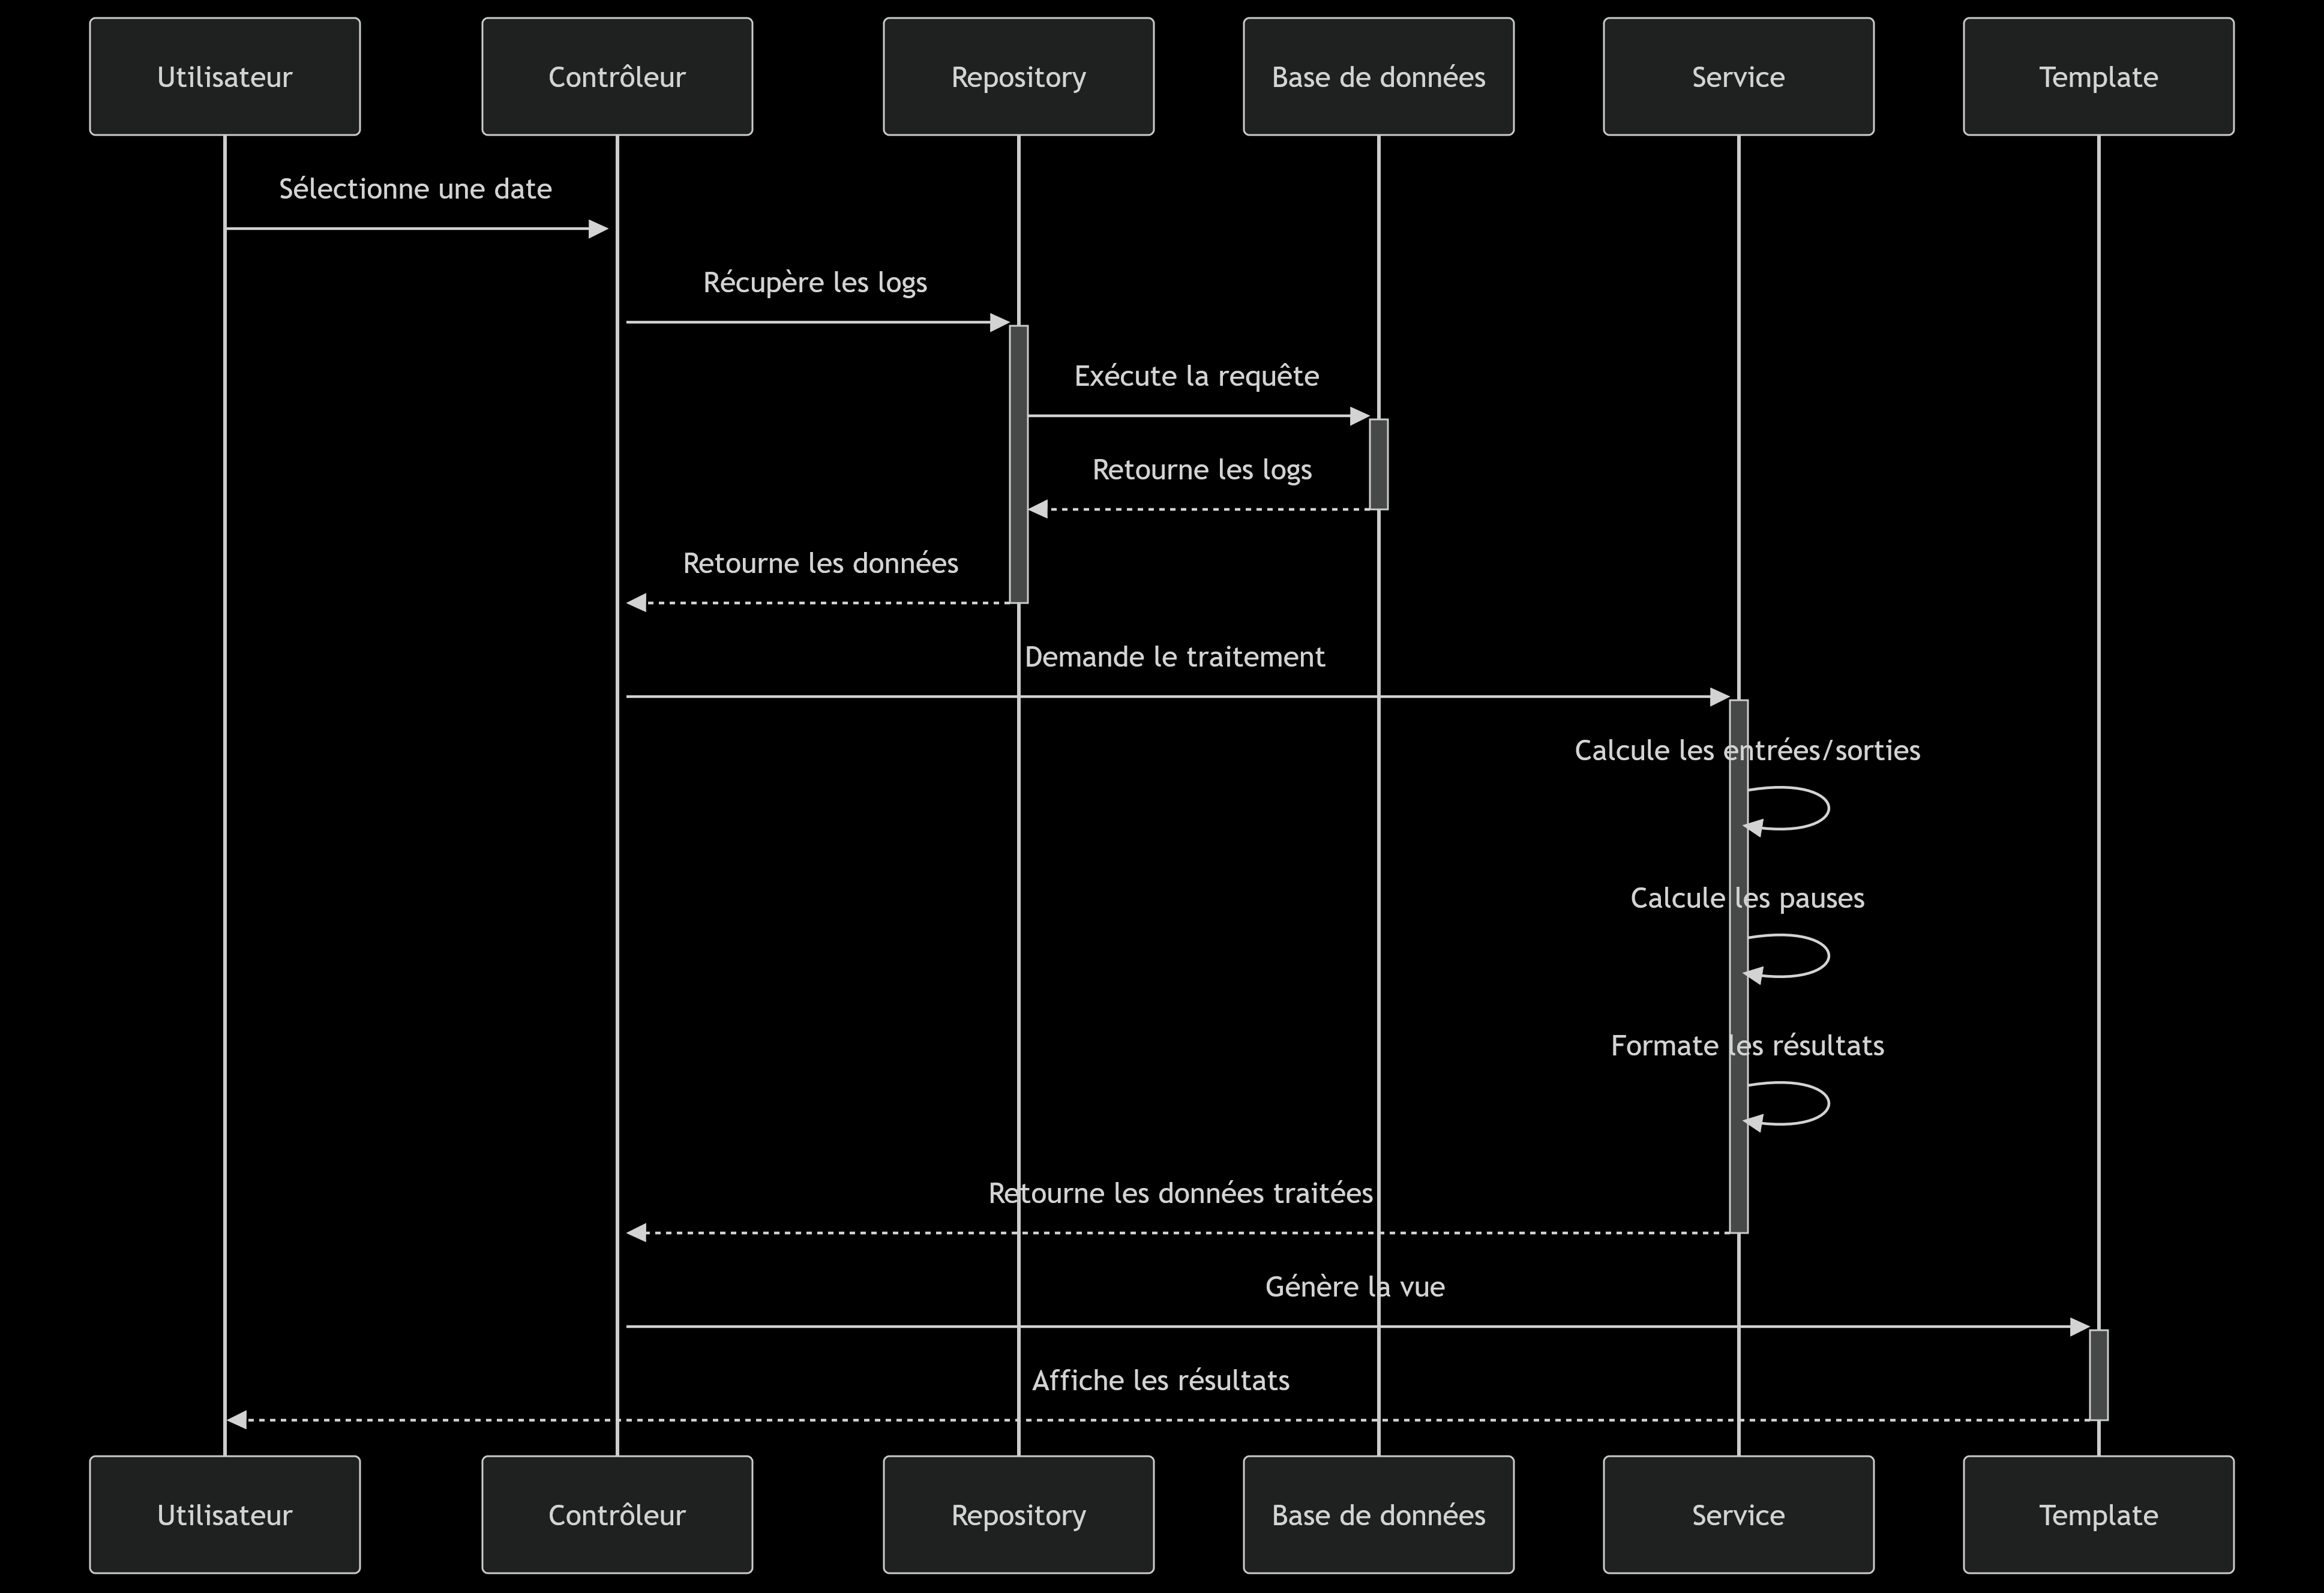 Utilisateur
Contrôleur
Repository
Base de données
Service
Template
Sélectionne une date
Récupère les logs
Exécute la requête
Retourne les logs
Retourne les données
Demande le traitement
Calcule les entrées/sorties
Calcule les pauses
Formate les résultats
Retourne les données traitées
Génère la vue
Affiche les résultats
Utilisateur
Contrôleur
Repository
Base de données
Service
Template